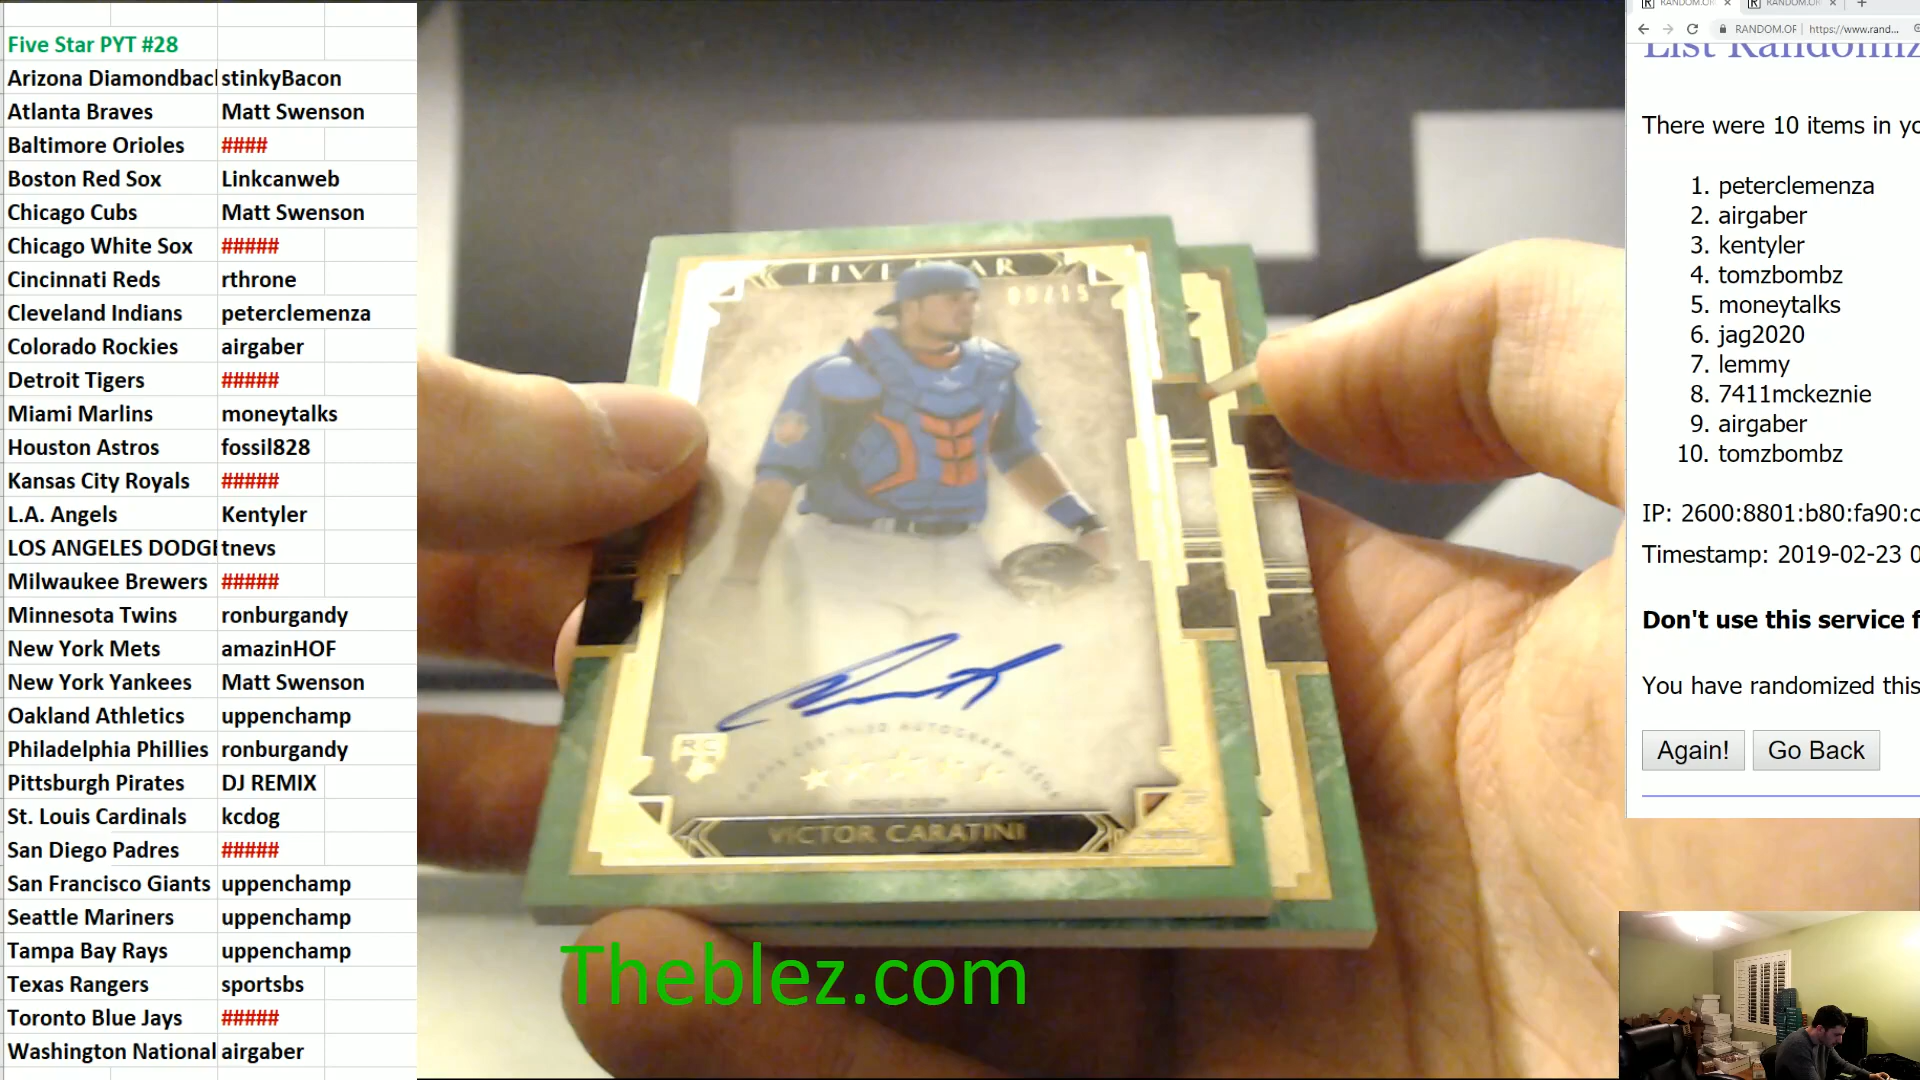 Five Star PYT #28
Arizona Diamondbac stinkyBacon
Atlanta Braves Matt Swenson
Baltimore Orioles ####
Boston Red Sox Linkcanweb
Chicago Cubs Matt Swenson
Chicago White Sox #####
Cincinnati Reds rthrone
Cleveland Indians peterclemenza
Colorado Rockies airgaber
Detroit Tigers #####
Miami Marlins moneytalks
Houston Astros fossil828
Kansas City Royals #####
L.A. Angels Kentyler
LOS ANGELES DODGE tnevs
Milwaukee Brewers #####
Minnesota Twins ronburgandy
New York Mets amazinHOF
New York Yankees Matt Swenson
Oakland Athletics uppenchamp
Philadelphia Phillies ronburgandy
Pittsburgh Pirates DJ REMIX
St. Louis Cardinals kcdog
San Diego Padres #####
San Francisco Giants uppenchamp
Seattle Mariners uppenchamp
Tampa Bay Rays uppenchamp
Texas Rangers sportsbs
Toronto Blue Jays #####
Washington National airgaber
FIVE STAR
RC
VICTOR CARATINI
Theblez.com
RANDOM.OR
RANDOM.OR
RANDOM.OF https://www.rand...
List Randomiz
There were 10 items in yo
1. peterclemenza
2. airgaber
3. kentyler
4. tomzbombz
5. moneytalks
6. jag2020
7. lemmy
8. 7411mckeznie
9. airgaber
10. tomzbombz
IP: 2600:8801:b80:fa90:c
Timestamp: 2019-02-23 0
Don't use this service f
You have randomized this
Again! Go Back